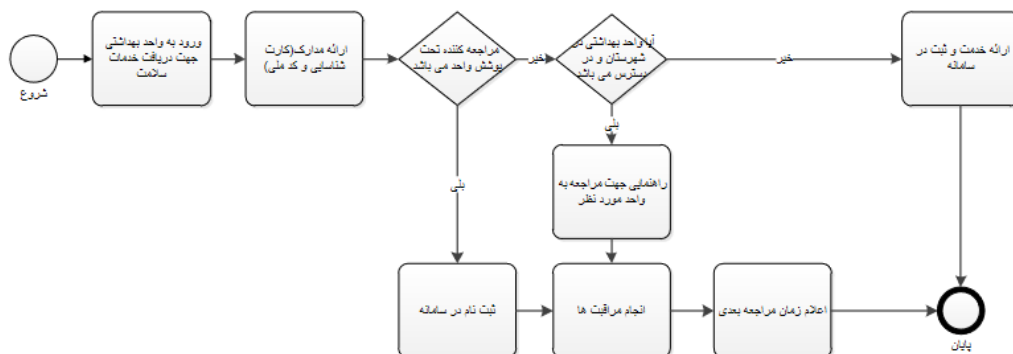 شروع
ورود به واحد بهداشتی
جهت دریافت خدمات
سلامت
ارائه مدارک(کارت
شناسایی و کد ملی)
مراجعه کننده تحت
پوشش واحد می باشد
خیر
آیا واحد بهداشتی در
شهرستان و در
دسترس می باشد
خیر
ارائه خدمت و ثبت در
سامانه
بلی
بلی
راهنمایی جهت مراجعه به
واحد مورد نظر
ثبت نام در سامانه
انجام مراقبت ها
اعلام زمان مراجعه بعدی
پایان